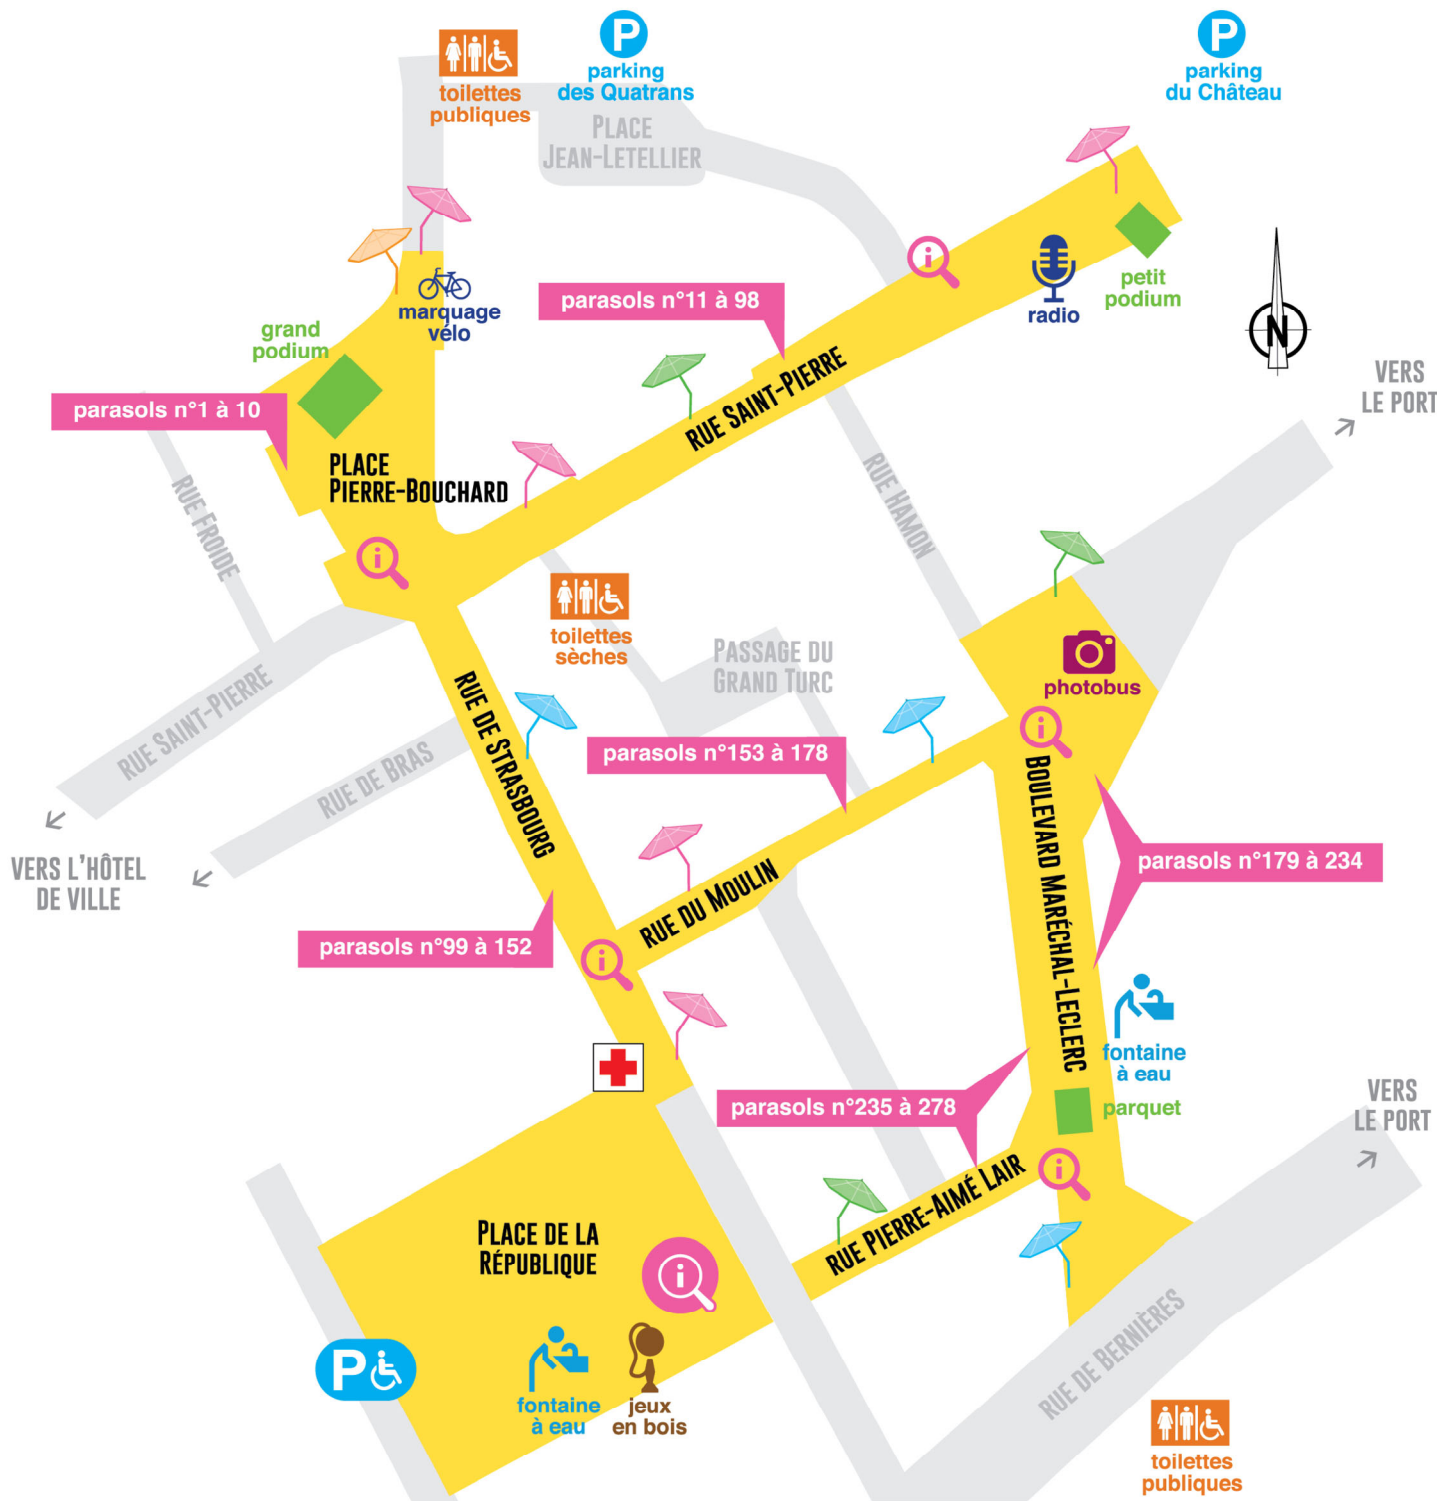 P
parking
des Quatrans
P
parking
du Château
toilettes
publiques
PLACE
JEAN-LETELLIER
i
marquage
vélo
parasols n°11 à 98
radio
petit
podium
N
grand
podium
RUE SAINT-PIERRE
VERS
LE PORT
parasols n°1 à 10
PLACE
PIERRE-BOUCHARD
RUE FROIDE
RUE HAMON
i
toilettes
sèches
PASSAGE DU
GRAND TURC
photobus
RUE SAINT-PIERRE
RUE DE BRAS
RUE DE STRASBOURG
parasols n°153 à 178
i
BOULEVARD MARÉCHAL-LECLERC
VERS L'HÔTEL
DE VILLE
parasols n°179 à 234
RUE DU MOULIN
parasols n°99 à 152
i
fontaine
à eau
parasols n°235 à 278
parquet
VERS
LE PORT
RUE PIERRE-AIMÉ LAIR
i
PLACE DE LA
RÉPUBLIQUE
i
P
fontaine
à eau
jeux
en bois
RUE DE BERNIÈRES
toilettes
publiques